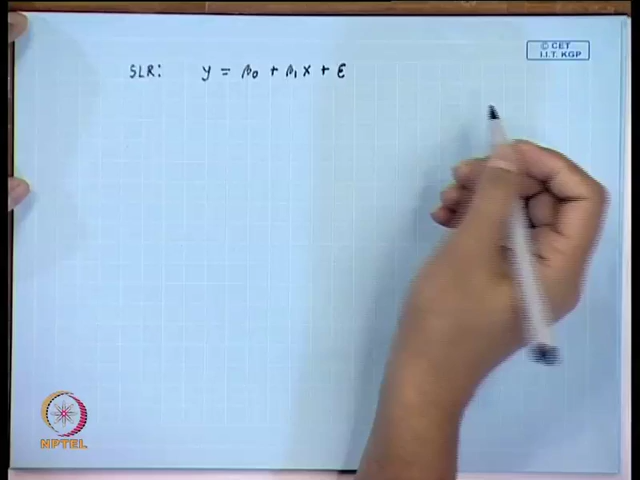 © CET
I.I.T. KGP
SLR: y = β₀ + β₁ x + ε
NPTEL